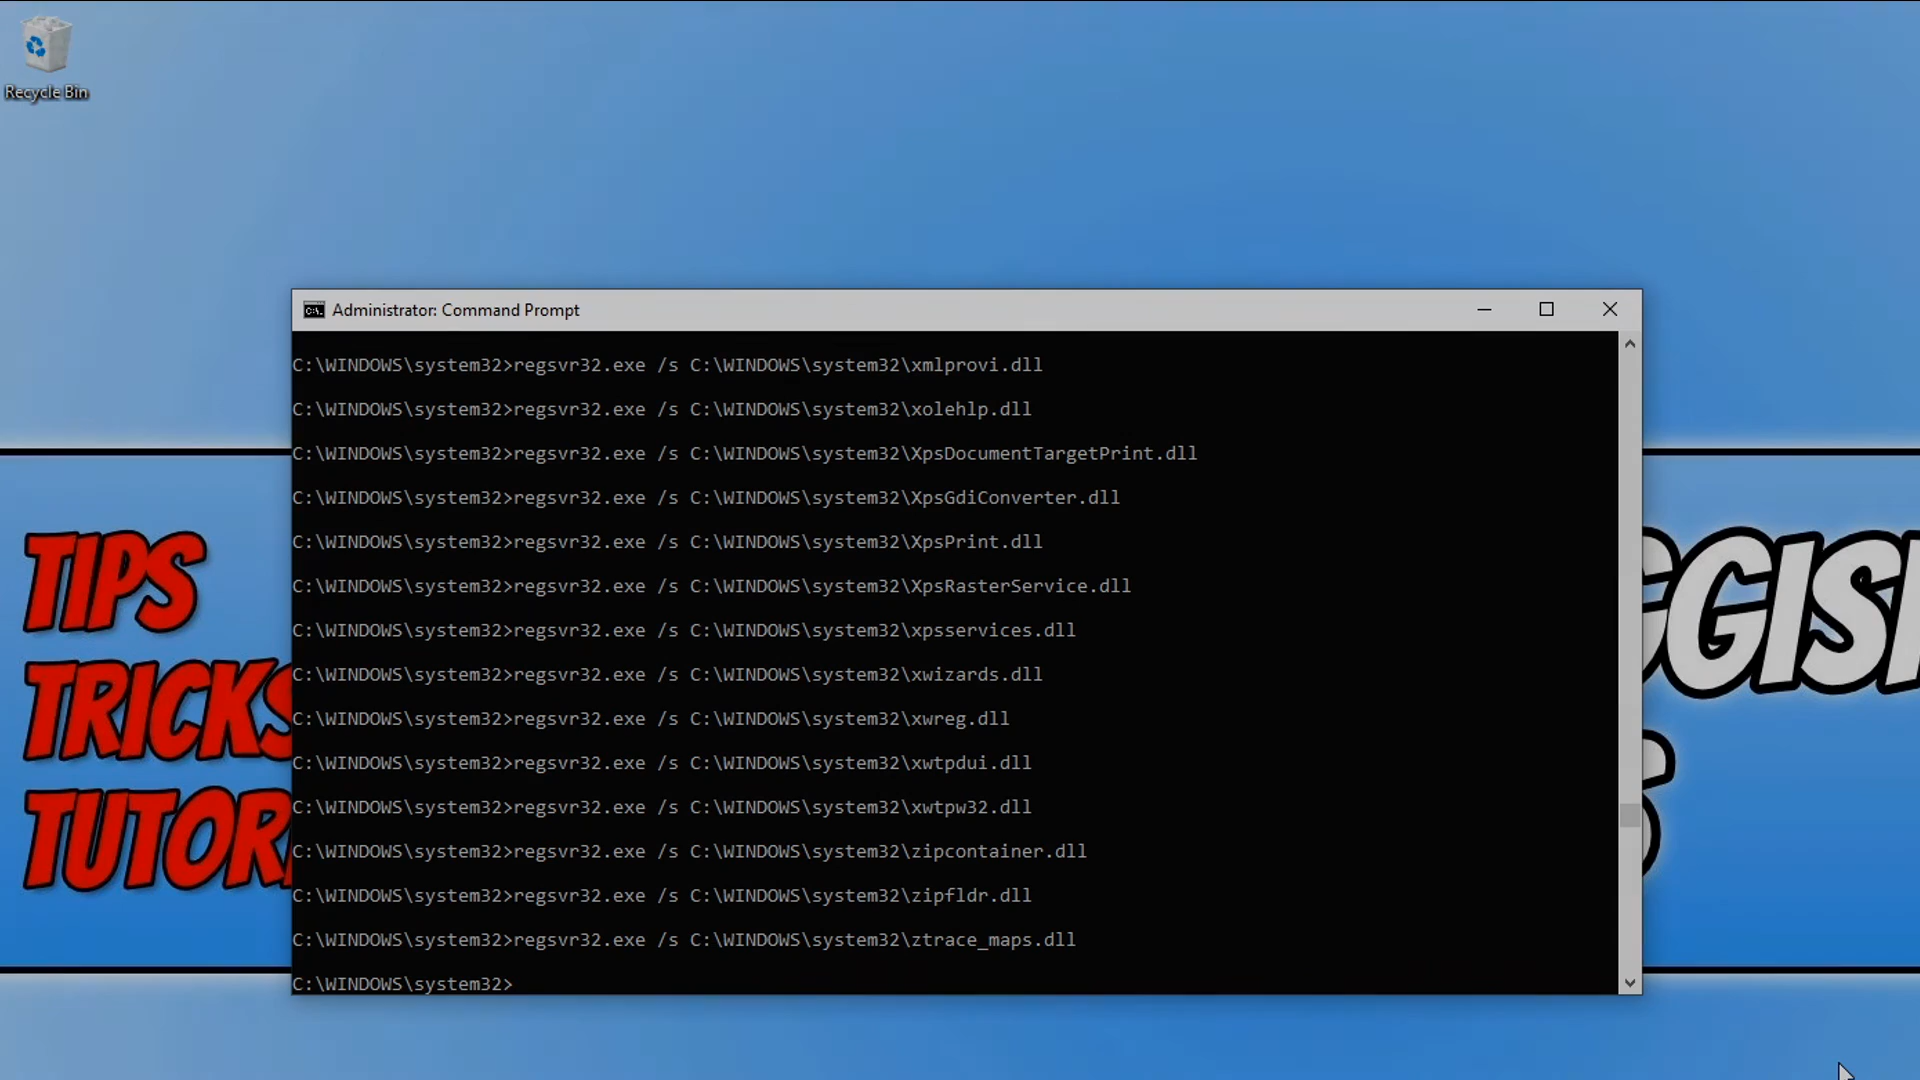 Recycle Bin
Administrator: Command Prompt
C:\WINDOWS\system32>regsvr32.exe /s C:\WINDOWS\system32\xmlprovi.dll
C:\WINDOWS\system32>regsvr32.exe /s C:\WINDOWS\system32\xolehlp.dll
C:\WINDOWS\system32>regsvr32.exe /s C:\WINDOWS\system32\XpsDocumentTargetPrint.dll
C:\WINDOWS\system32>regsvr32.exe /s C:\WINDOWS\system32\XpsGdiConverter.dll
C:\WINDOWS\system32>regsvr32.exe /s C:\WINDOWS\system32\XpsPrint.dll
C:\WINDOWS\system32>regsvr32.exe /s C:\WINDOWS\system32\XpsRasterService.dll
C:\WINDOWS\system32>regsvr32.exe /s C:\WINDOWS\system32\xpsservices.dll
C:\WINDOWS\system32>regsvr32.exe /s C:\WINDOWS\system32\xwizards.dll
C:\WINDOWS\system32>regsvr32.exe /s C:\WINDOWS\system32\xwreg.dll
C:\WINDOWS\system32>regsvr32.exe /s C:\WINDOWS\system32\xwtpdui.dll
C:\WINDOWS\system32>regsvr32.exe /s C:\WINDOWS\system32\xwtpw32.dll
C:\WINDOWS\system32>regsvr32.exe /s C:\WINDOWS\system32\zipcontainer.dll
C:\WINDOWS\system32>regsvr32.exe /s C:\WINDOWS\system32\zipfldr.dll
C:\WINDOWS\system32>regsvr32.exe /s C:\WINDOWS\system32\ztrace_maps.dll
C:\WINDOWS\system32>
TIPS
TRICKS
TUTOR
GGIS